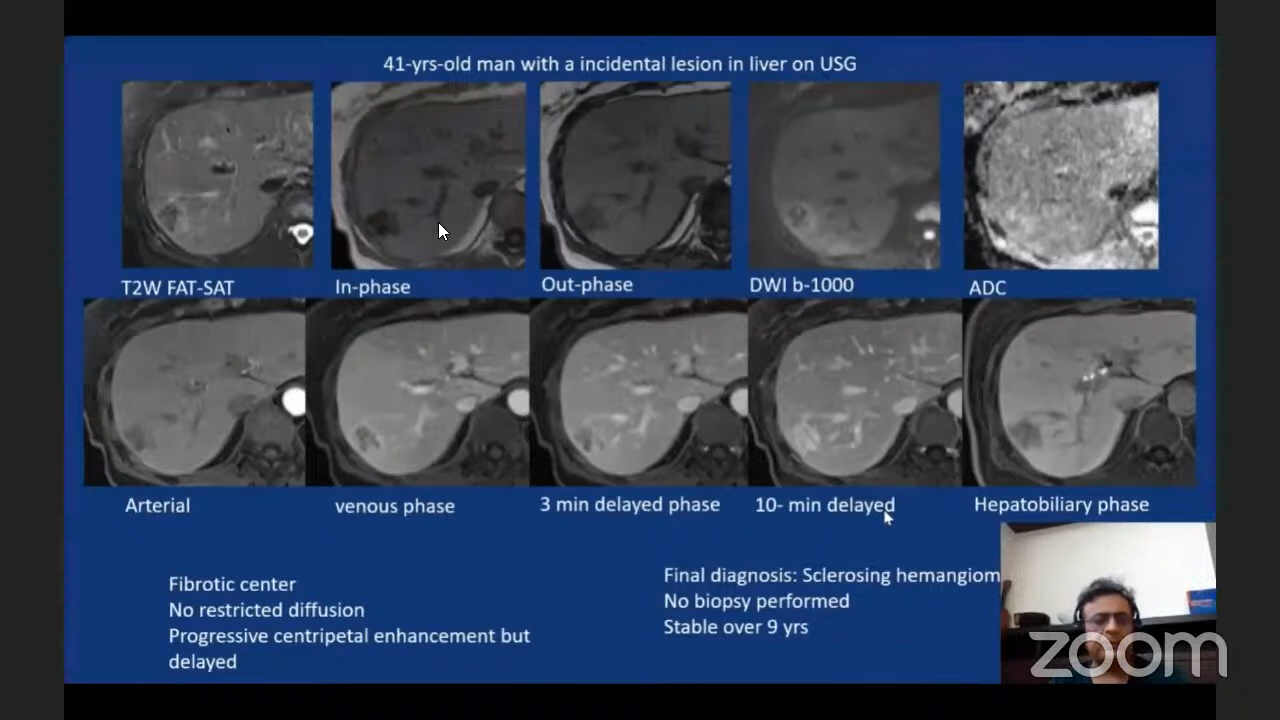 41-yrs-old man with a incidental lesion in liver on USG
T2W FAT-SAT
In-phase
Out-phase
DWI b-1000
ADC
Arterial
venous phase
3 min delayed phase
10- min delayed
Hepatobiliary phase
Fibrotic center
No restricted diffusion
Progressive centripetal enhancement but
delayed
Final diagnosis: Sclerosing hemangiom
No biopsy performed
Stable over 9 yrs
zoom